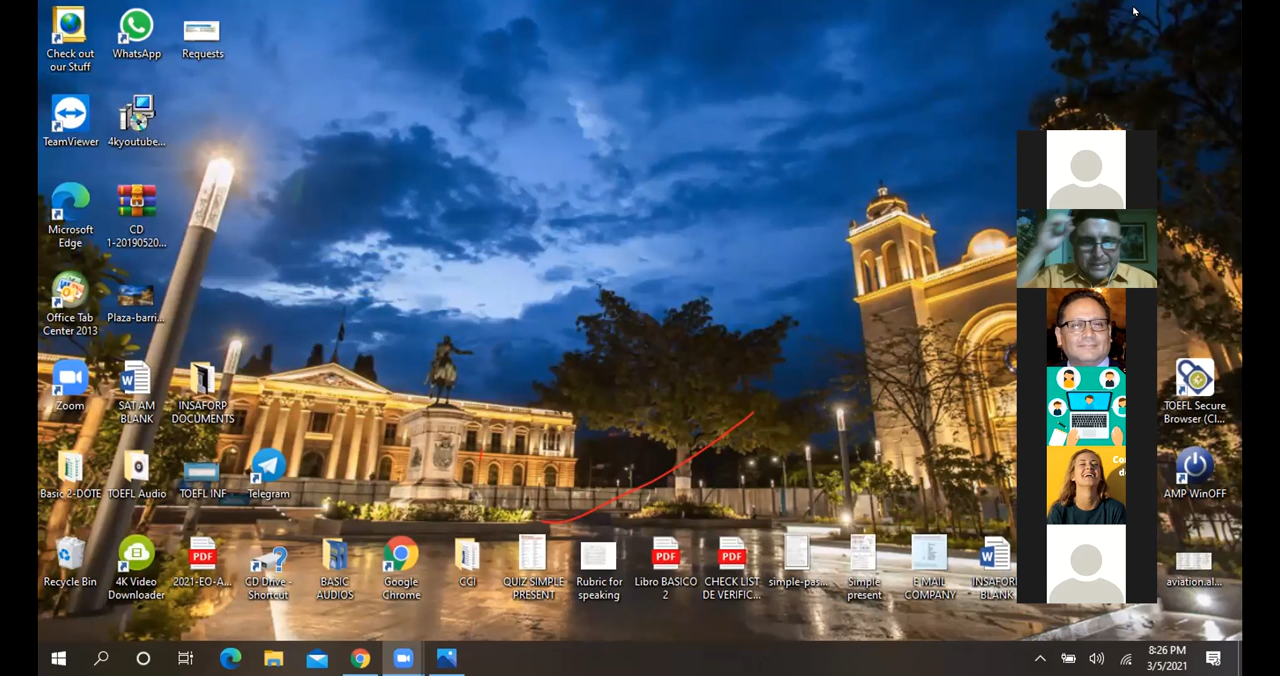 Check out
our Stuff
WhatsApp
Requests
TeamViewer
4kyoutube...
Microsoft
Edge
CD
1-20190520...
Office Tab
Center 2013
Plaza-barri...
Zoom
SAT AM
BLANK
INSAFORP
DOCUMENTS
TOEFL Secure
Browser (Cl...
Basic 2-DOTE
TOEFL Audio
TOEFL INF
Telegram
AMP WinOFF
Recycle Bin
4K Video
Downloader
PDF
2021-EO-A...
CD Drive -
Shortcut
BASIC
AUDIOS
Google
Chrome
CCI
QUIZ SIMPLE
PRESENT
Rubric for
speaking
PDF
Libro BASICO
2
PDF
CHECK LIST
DE VERIFIC...
simple-pas...
Simple
present
E MAIL
COMPANY
INSAFOR
BLANK
aviation.al...
8:26 PM
3/5/2021